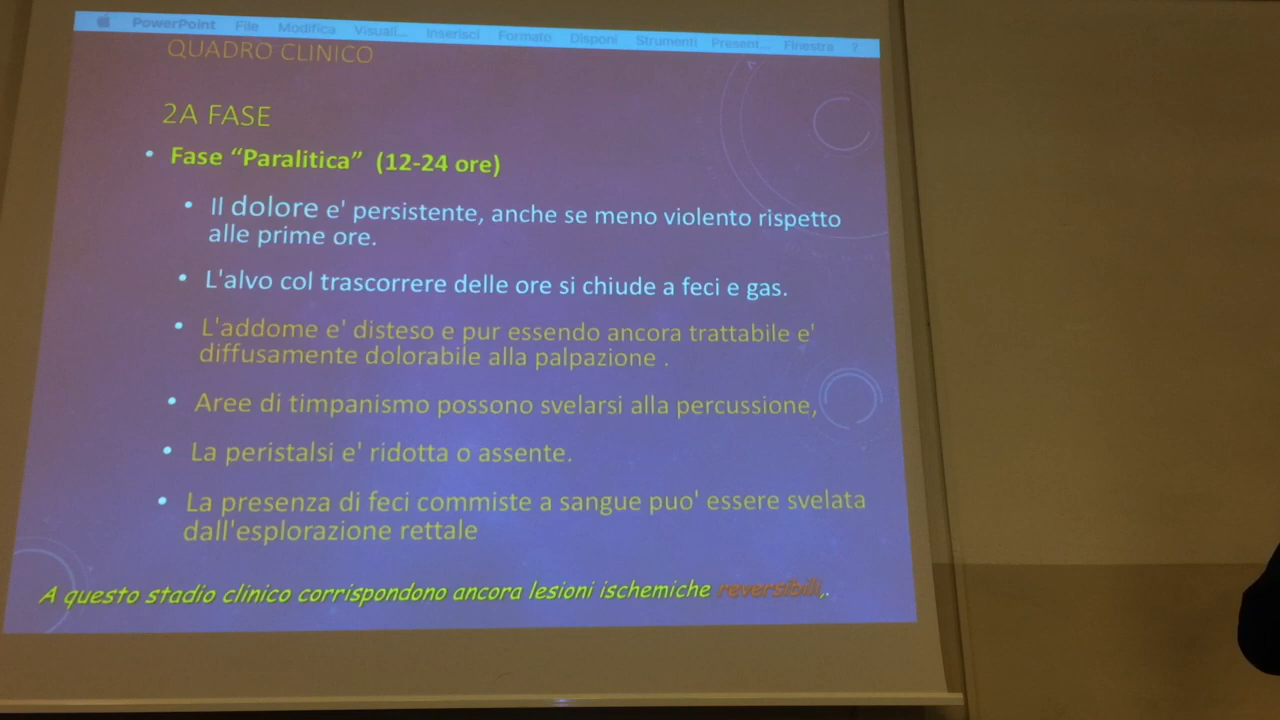 PowerPoint File Modifica Visuali... Inserisci Formato Disponi Strumenti Present... Finestra ?
QUADRO CLINICO
2A FASE
• Fase “Paralitica” (12-24 ore)
• Il dolore e' persistente, anche se meno violento rispetto
alle prime ore.
• L'alvo col trascorrere delle ore si chiude a feci e gas.
• L'addome e' disteso e pur essendo ancora trattabile e'
diffusamente dolorabile alla palpazione .
• Aree di timpanismo possono svelarsi alla percussione,
• La peristalsi e' ridotta o assente.
• La presenza di feci commiste a sangue puo' essere svelata
dall'esplorazione rettale
A questo stadio clinico corrispondono ancora lesioni ischemiche reversibili,.